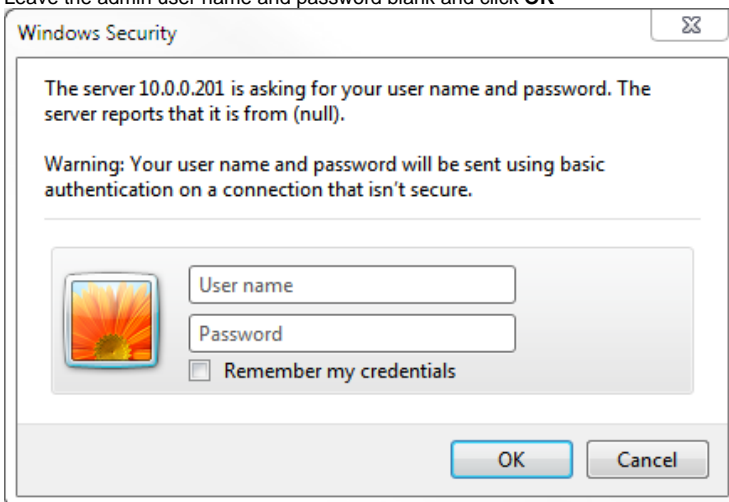 Leave the admin user name and password blank and click OK
Windows Security
The server 10.0.0.201 is asking for your user name and password. The
server reports that it is from (null).
Warning: Your user name and password will be sent using basic
authentication on a connection that isn't secure.
User name
Password
Remember my credentials
OK
Cancel